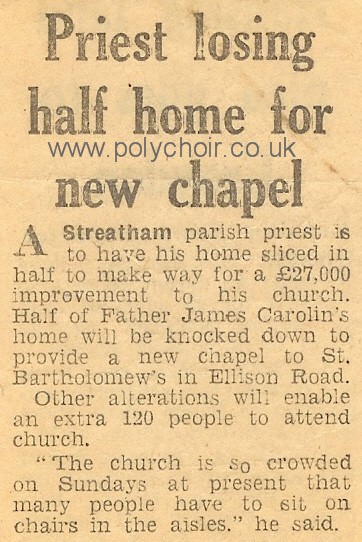 Priest losing
half home for
www.polychoir.co.uk
new chapel
A Streatham parish priest is
to have his home sliced in
half to make way for a £27,000
improvement to his church.
Half of Father James Carolin's
home will be knocked down to
provide a new chapel to St.
Bartholomew's in Ellison Road.
Other alterations will enable
an extra 120 people to attend
church.
"The church is so crowded
on Sundays at present that
many people have to sit on
chairs in the aisles." he said.